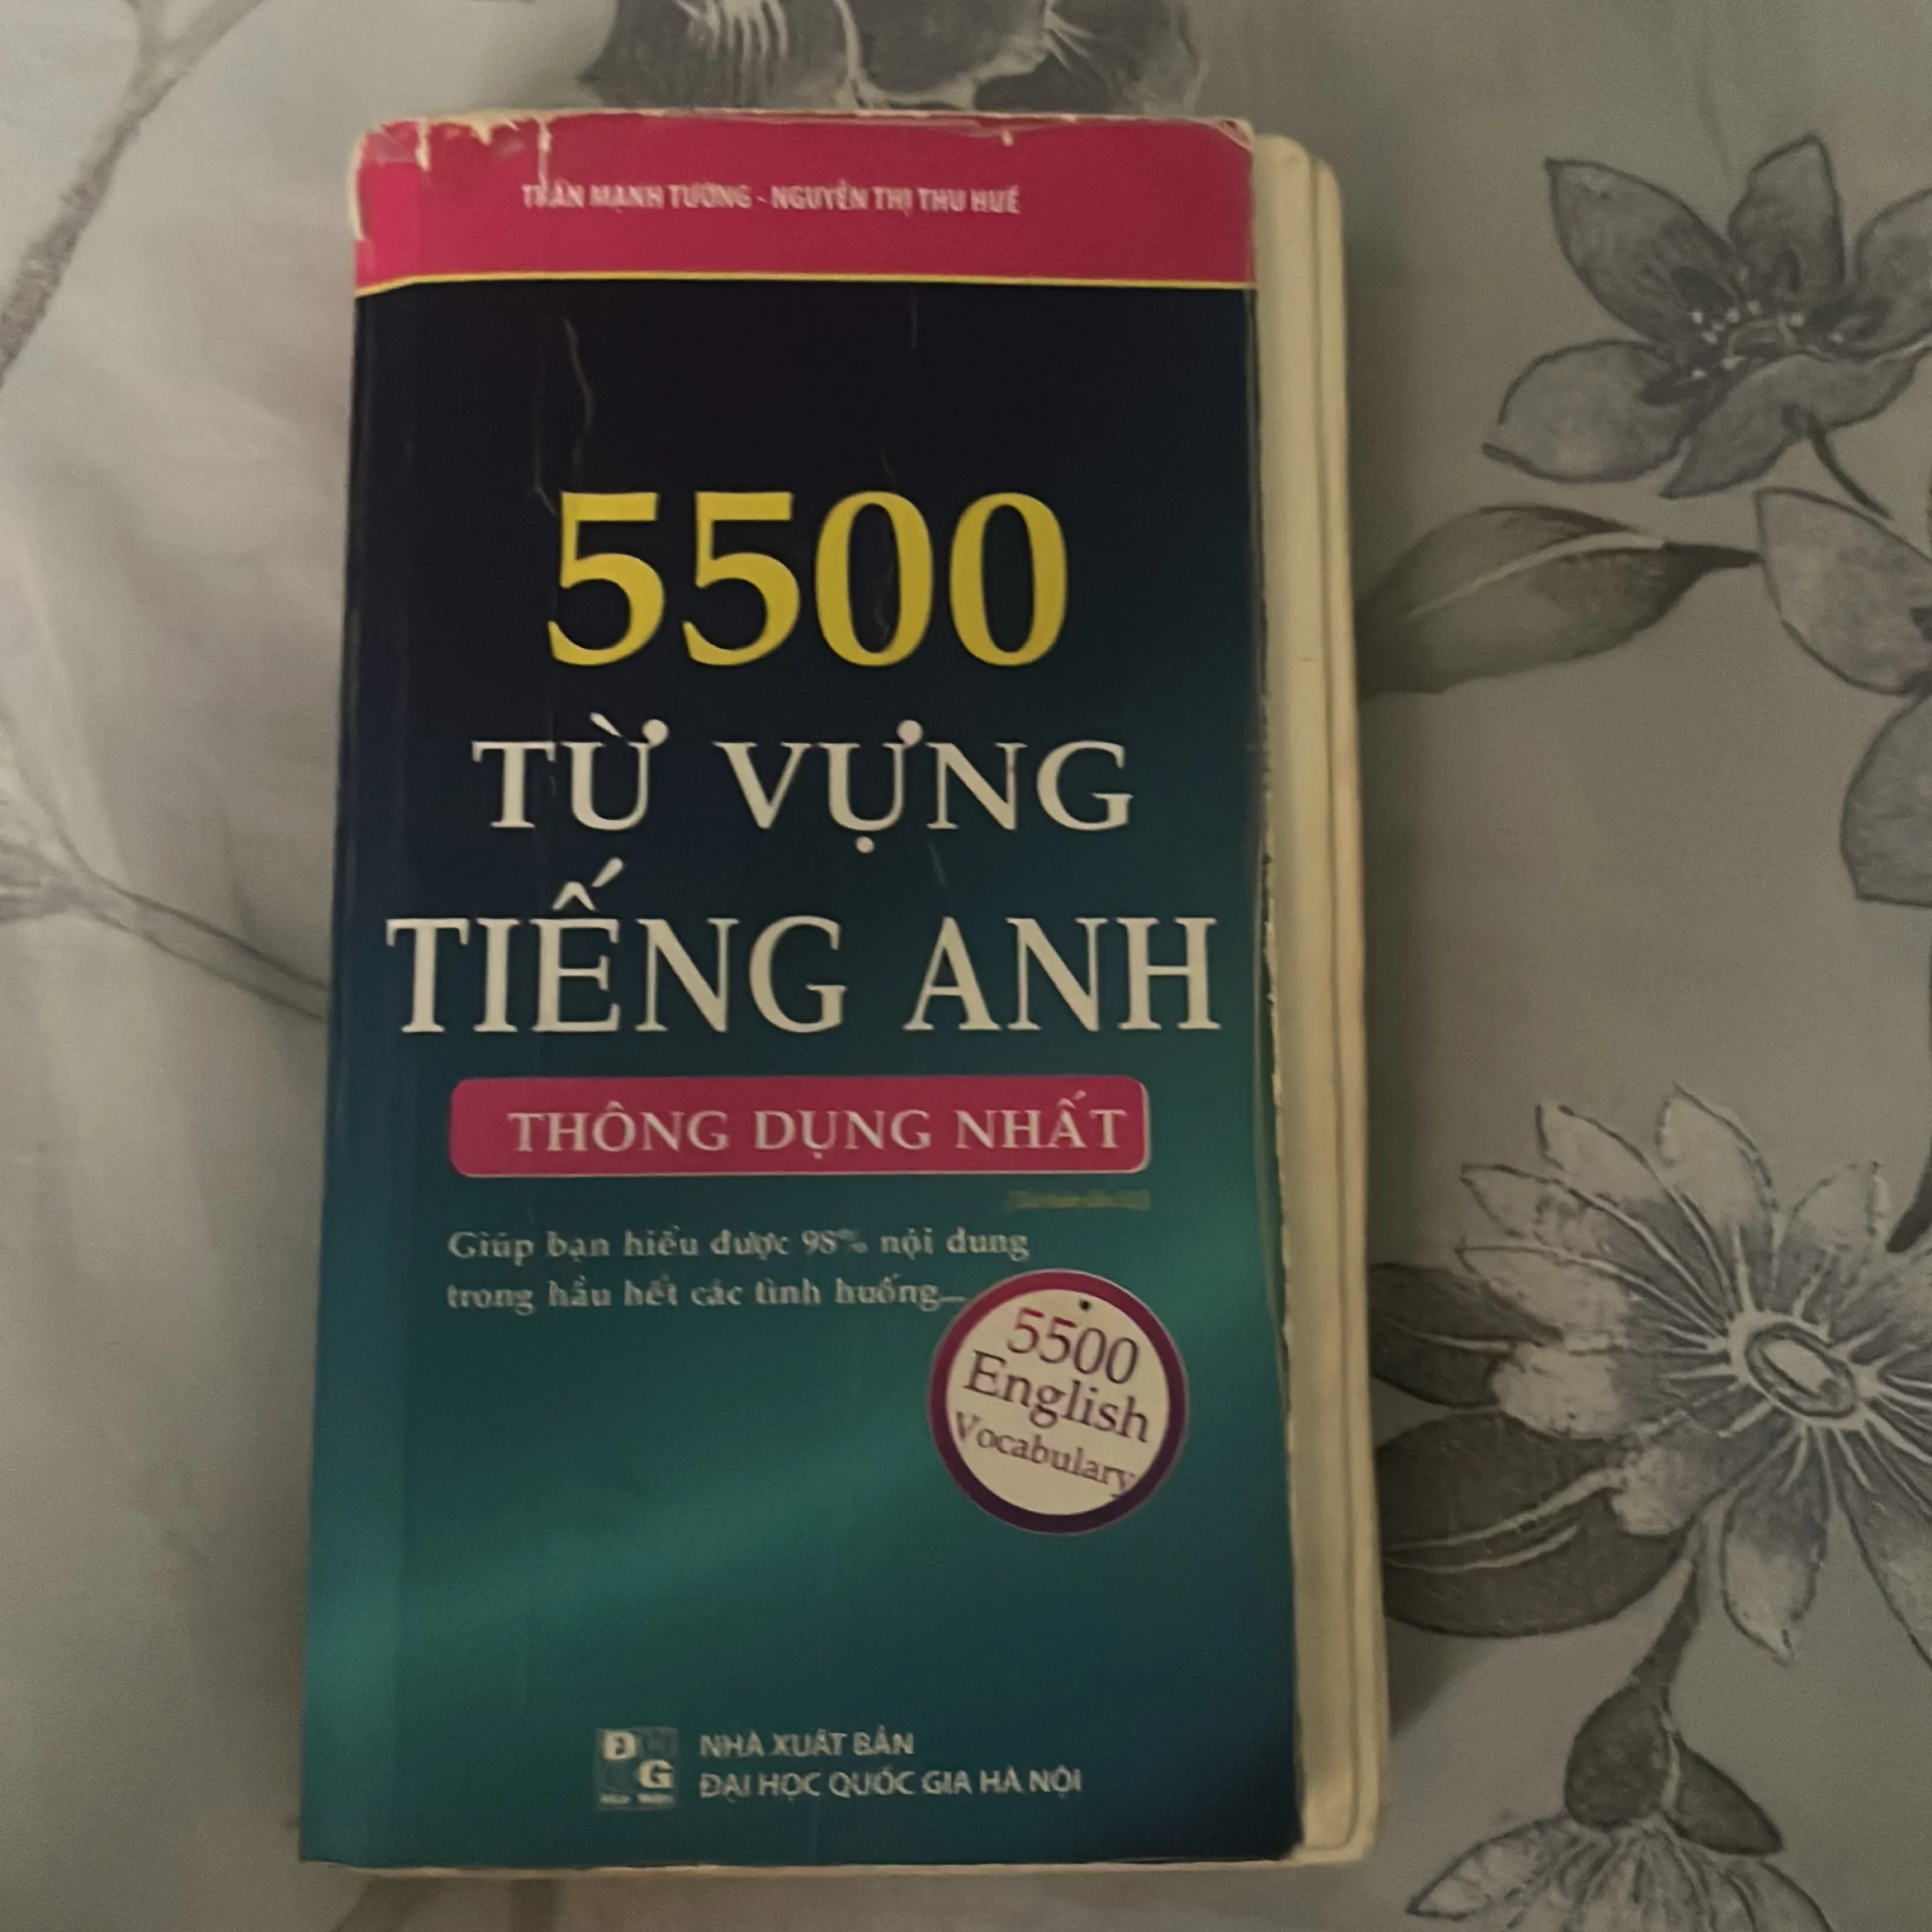 TRẦN MẠNH TƯỜNG - NGUYỄN THỊ THU HUẾ
5500
TỪ VỰNG
TIẾNG ANH
THÔNG DỤNG NHẤT
Giúp bạn hiểu được 98% nội dung
trong hầu hết các tình huống...
5500
English
Vocabulary
NHÀ XUẤT BẢN
ĐẠI HỌC QUỐC GIA HÀ NỘI